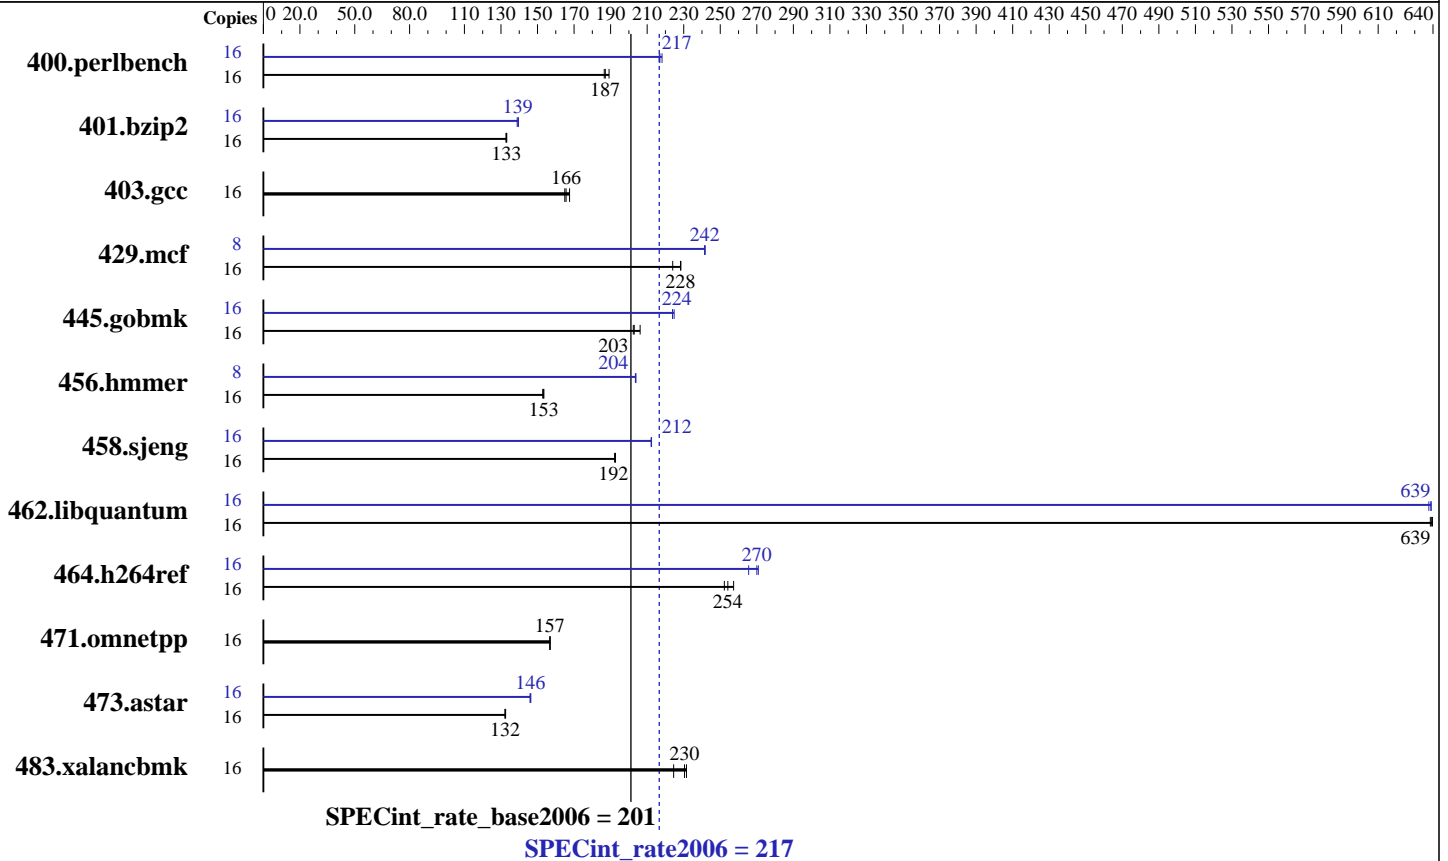 Copies 0 20.0 50.0 80.0 110 130 150 170 190 210 230 250 270 290 310 330 350 370 390 410 430 450 470 490 510 530 550 570 590 610 640
400.perlbench 16 217
16 187
401.bzip2 16 139
16 133
403.gcc 16 166
429.mcf 8 242
16 228
445.gobmk 16 224
16 203
456.hmmer 8 204
16 153
458.sjeng 16 212
16 192
462.libquantum 16 639
16 639
464.h264ref 16 270
16 254
471.omnetpp 16 157
473.astar 16 146
16 132
483.xalancbmk 16 230
SPECint_rate_base2006 = 201
SPECint_rate2006 = 217